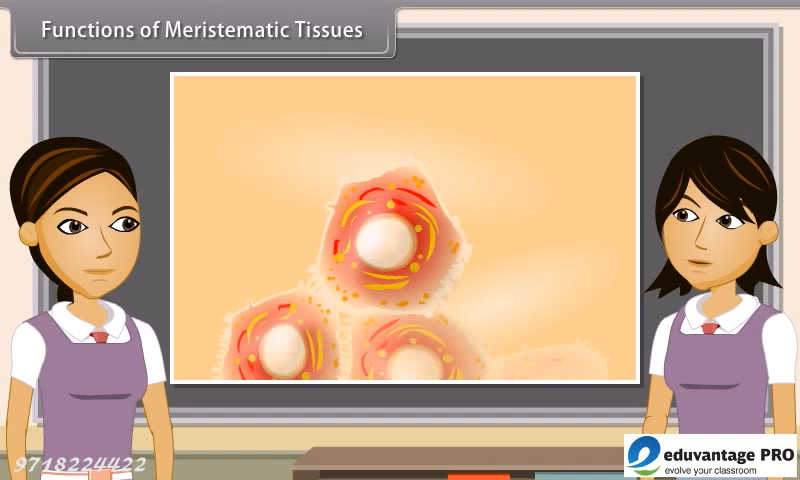 Functions of Meristematic Tissues
9718224422
eduvantage PRO
evolve your classroom